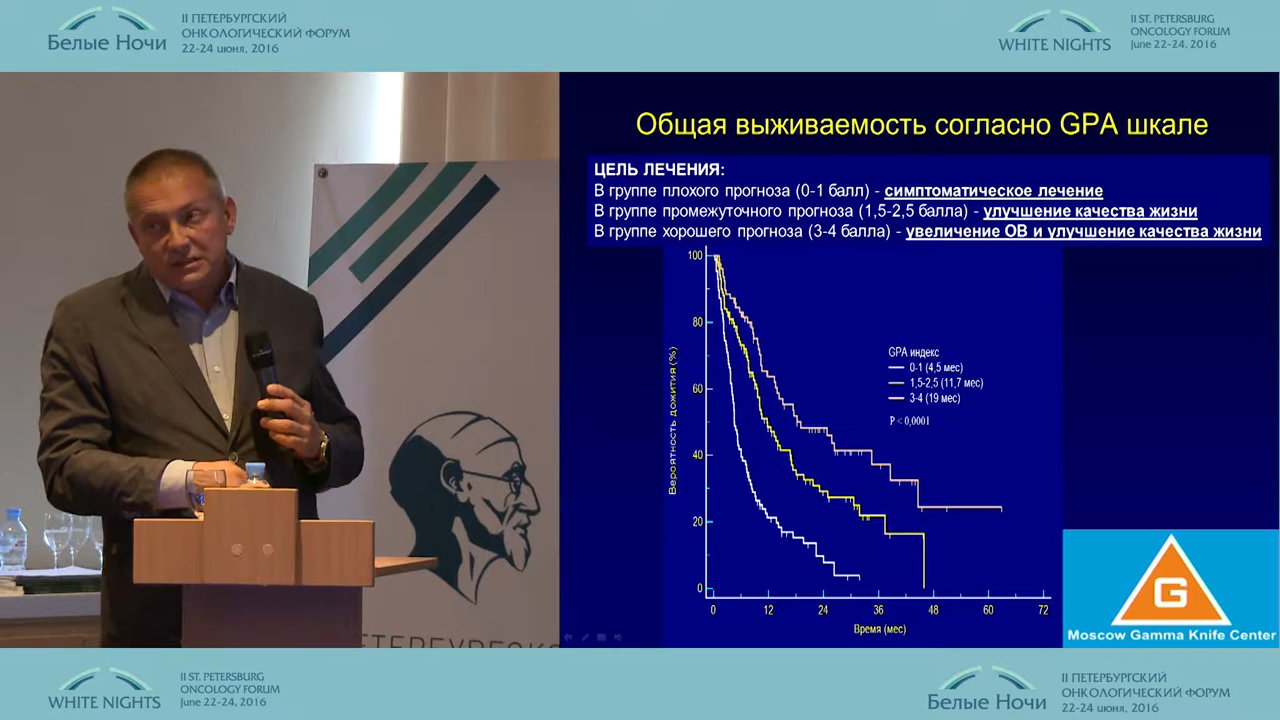 Белые Ночи
II ПЕТЕРБУРГСКИЙ
ОНКОЛОГИЧЕСКИЙ ФОРУМ
22-24 июня, 2016
WHITE NIGHTS
II ST. PETERSBURG
ONCOLOGY FORUM
June 22-24, 2016
Общая выживаемость согласно GPA шкале
ЦЕЛЬ ЛЕЧЕНИЯ:
В группе плохого прогноза (0-1 балл) - симптоматическое лечение
В группе промежуточного прогноза (1,5-2,5 балла) - улучшение качества жизни
В группе хорошего прогноза (3-4 балла) - увеличение ОВ и улучшение качества жизни
Вероятность дожития (%)
100
80
60
40
20
0
GPA индекс
0-1 (4,5 мес)
1,5-2,5 (11,7 мес)
3-4 (19 мес)
P < 0,0001
0 12 24 36 48 60 72
Время (мес)
G
Moscow Gamma Knife Center
WHITE NIGHTS
II ST. PETERSBURG
ONCOLOGY FORUM
June 22-24, 2016
Белые Ночи
II ПЕТЕРБУРГСКИЙ
ОНКОЛОГИЧЕСКИЙ ФОРУМ
22-24 июня, 2016